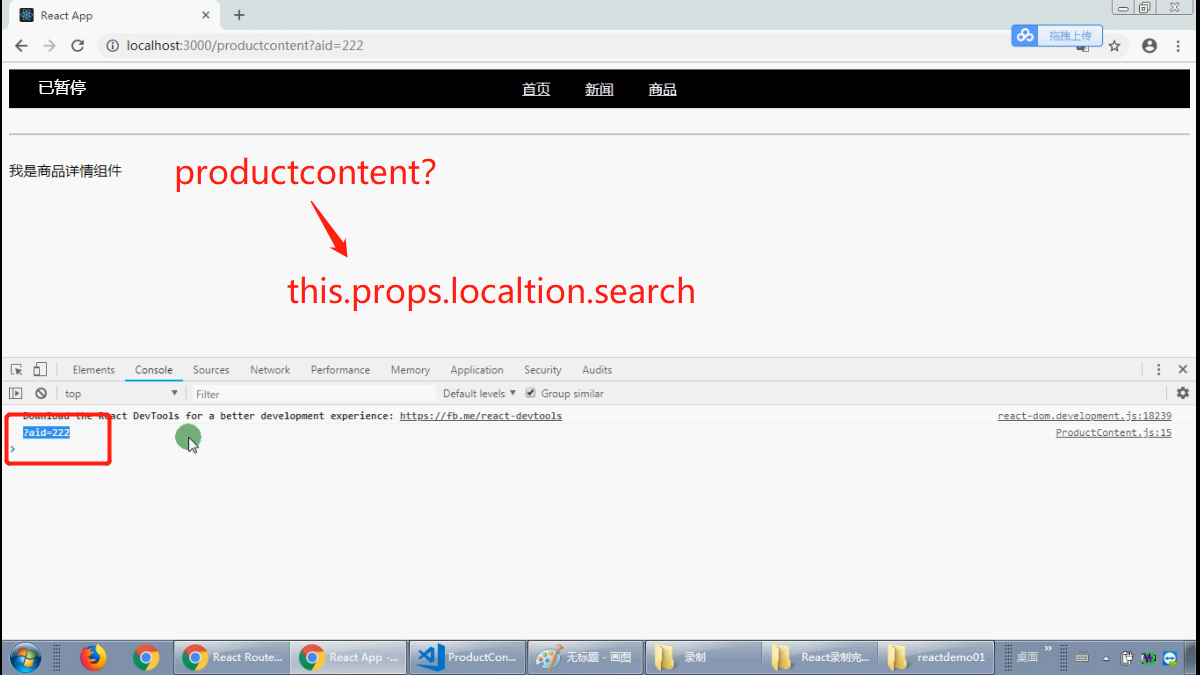 React App
localhost:3000/productcontent?aid=222
拖拽上传
已暂停
首页 新闻 商品
我是商品详情组件
productcontent?
this.props.localtion.search
Elements Console Sources Network Performance Memory Application Security Audits
top Filter Default levels Group similar
Download the React DevTools for a better development experience: https://fb.me/react-devtools react-dom.development.js:18239
?aid=222 ProductContent.js:15
React Route... React App -... ProductCon... 无标题 - 画图 录制 React录制完... reactdemo01 桌面